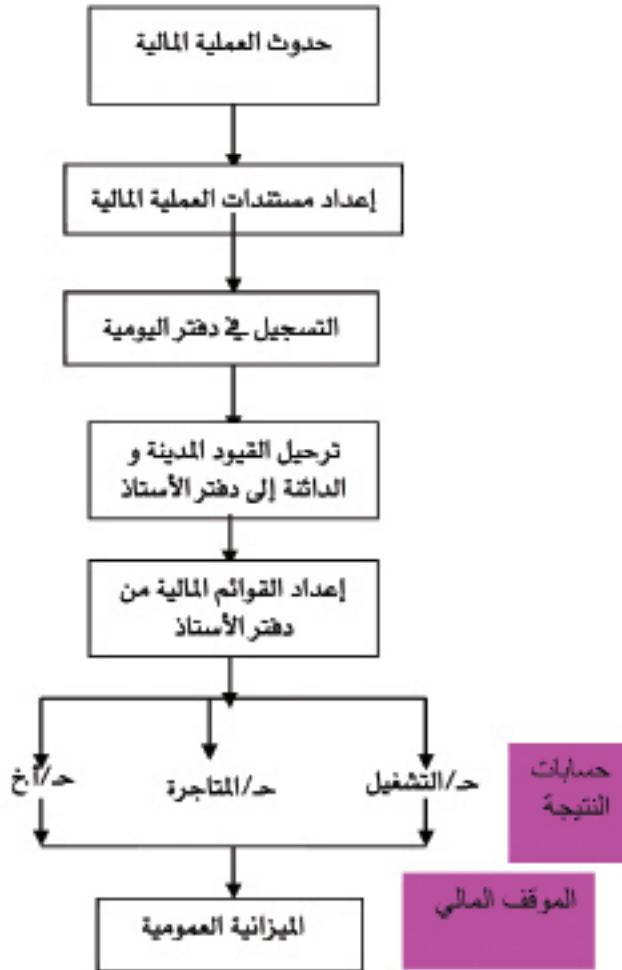 حدوث العملية المالية
إعداد مستندات العملية المالية
التسجيل في دفتر اليومية
ترحيل القيود المدينة و
الدائنة إلى دفتر الأستاذ
إعداد القوائم المالية من
دفتر الأستاذ
حـ/التشغيل
حـ/المتاجرة
حـ/أ.خ
حسابات
النتيجة
الموقف المالي
الميزانية العمومية